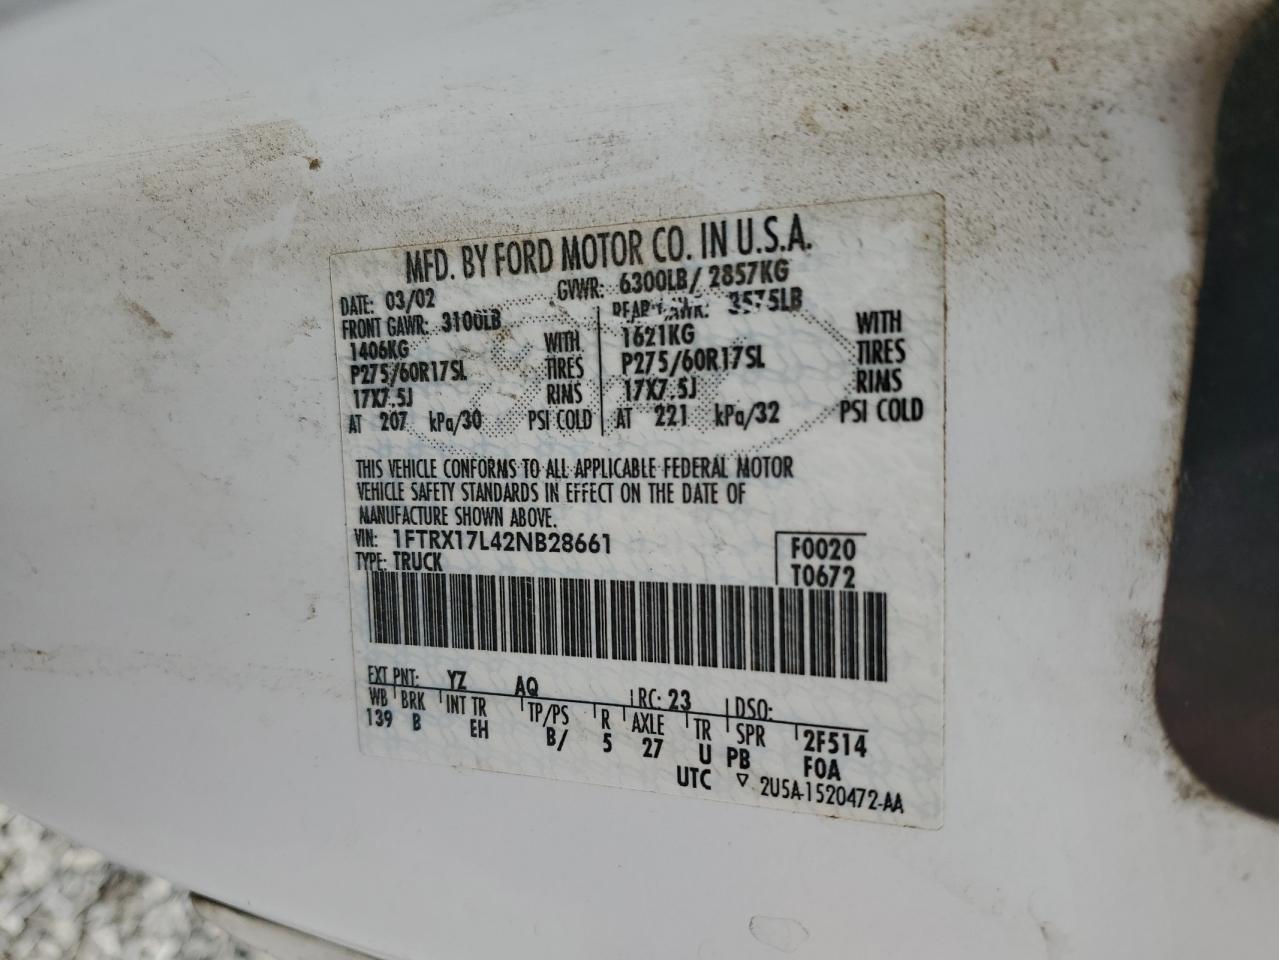 MFD. BY FORD MOTOR CO. IN U.S.A.
DATE: 03/02 GVWR: 6300LB/ 2857KG
FRONT GAWR: 3100LB REAR GAWR: 3575LB
1406KG WITH 1621KG WITH
P275/60R17SL TIRES P275/60R17SL TIRES
17X7.5J RIMS 17X7.5J RIMS
AT 207 kPa/30 PSI COLD AT 221 kPa/32 PSI COLD
THIS VEHICLE CONFORMS TO ALL APPLICABLE FEDERAL MOTOR
VEHICLE SAFETY STANDARDS IN EFFECT ON THE DATE OF
MANUFACTURE SHOWN ABOVE.
VIN: 1FTRX17L42NB28661 F0020
TYPE: TRUCK T0672
EXT PNT: YZ AQ RC: 23 DSO:
WB BRK INT TR TP/PS R AXLE TR SPR 2F514
139 B EH B/ 5 27 U PB FOA
UTC ▽ 2U5A-1520472-AA